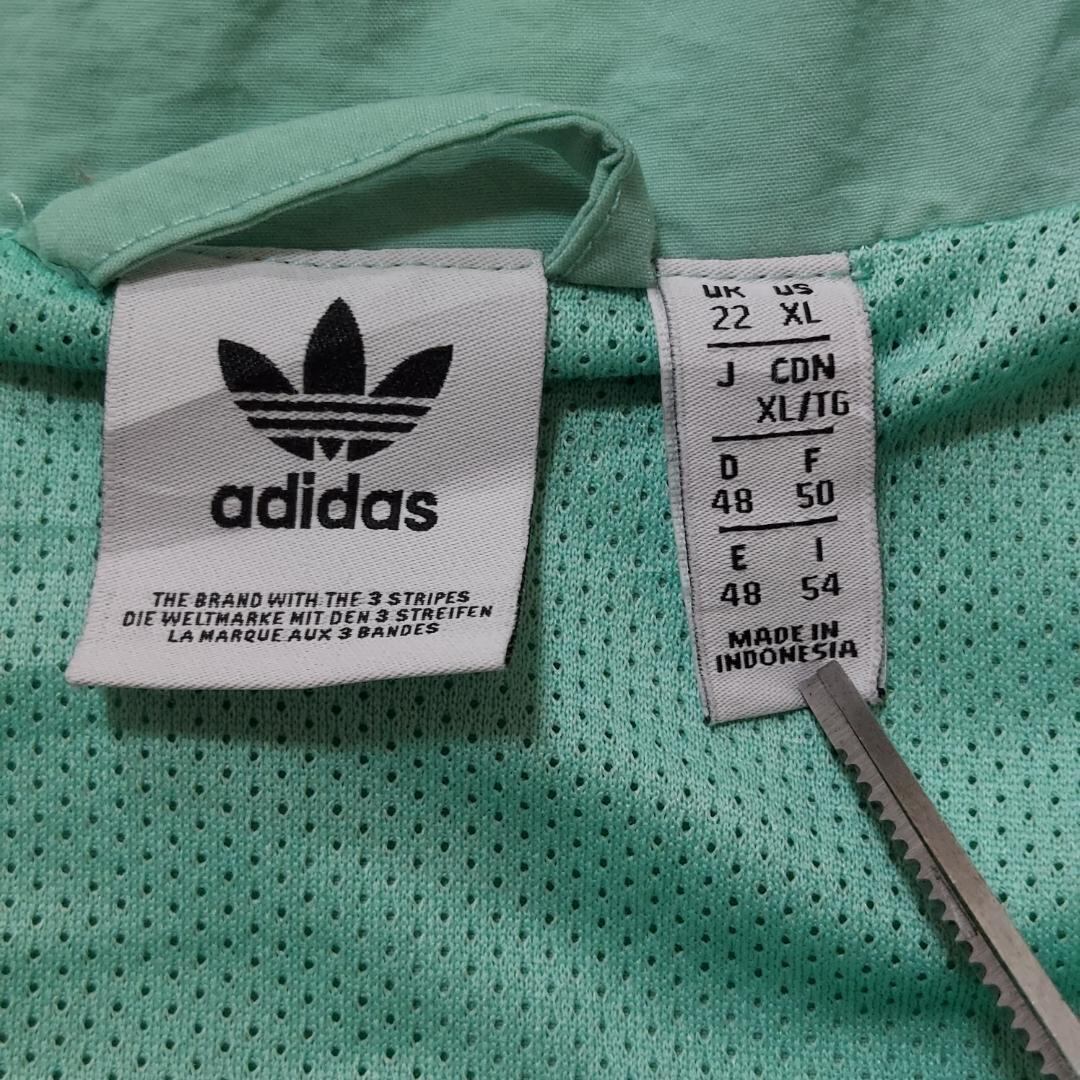 adidas
THE BRAND WITH THE 3 STRIPES
DIE WELTMARKE MIT DEN 3 STREIFEN
LA MARQUE AUX 3 BANDES
UK US
22 XL
J CDN
XL/TG
D F
48 50
E I
48 54
MADE IN
INDONESIA